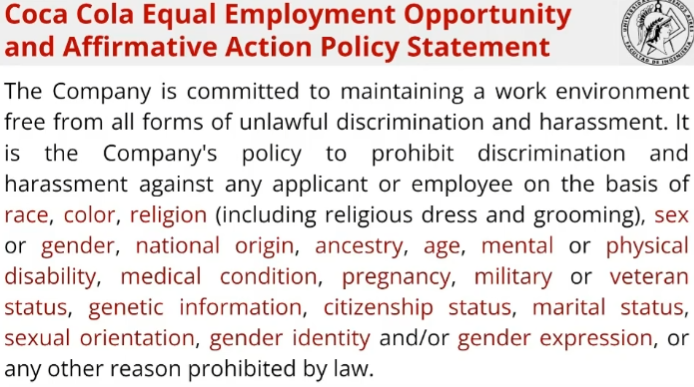 Coca Cola Equal Employment Opportunity
and Affirmative Action Policy Statement
The Company is committed to maintaining a work environment
free from all forms of unlawful discrimination and harassment. It
is the Company's policy to prohibit discrimination and
harassment against any applicant or employee on the basis of
race, color, religion (including religious dress and grooming), sex
or gender, national origin, ancestry, age, mental or physical
disability, medical condition, pregnancy, military or veteran
status, genetic information, citizenship status, marital status,
sexual orientation, gender identity and/or gender expression, or
any other reason prohibited by law.